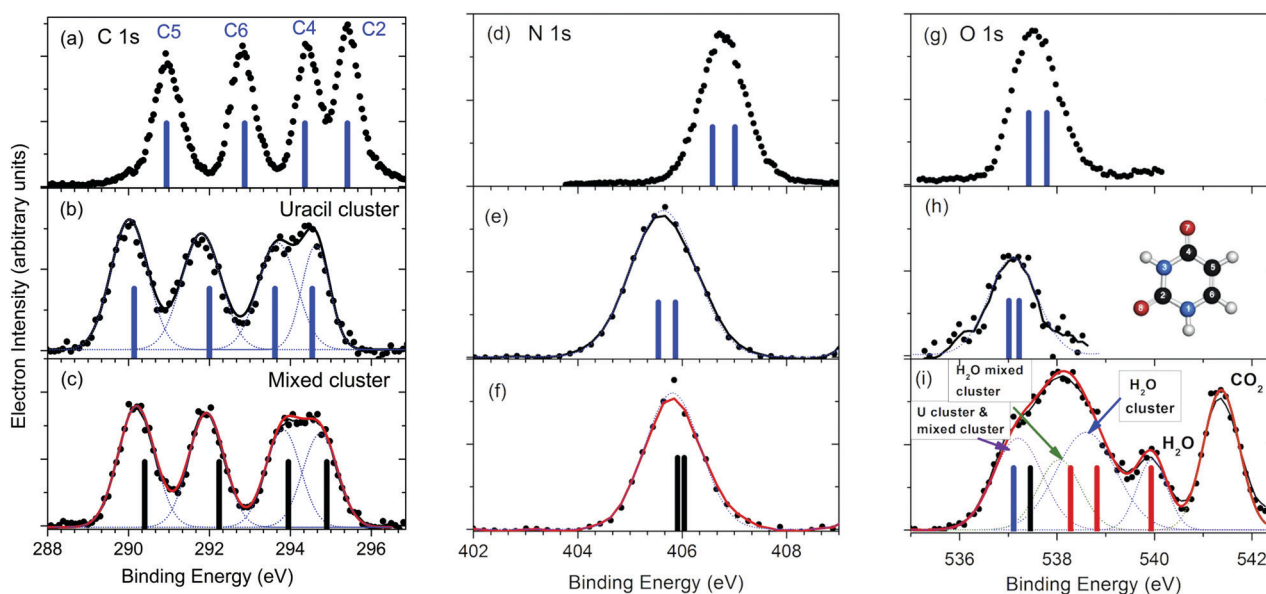 (a) C 1s C5 C6 C4 C2
(b) Uracil cluster
(c) Mixed cluster
Electron Intensity (arbitrary units)
288 290 292 294 296
Binding Energy (eV)
(d) N 1s
(e)
(f)
402 404 406 408
Binding Energy (eV)
(g) O 1s
(h)
7
4
3 5
2 6
8 1
(i) H2O mixed
cluster
U cluster &
mixed cluster
H2O
cluster
H2O
CO2
536 538 540 542
Binding Energy (eV)